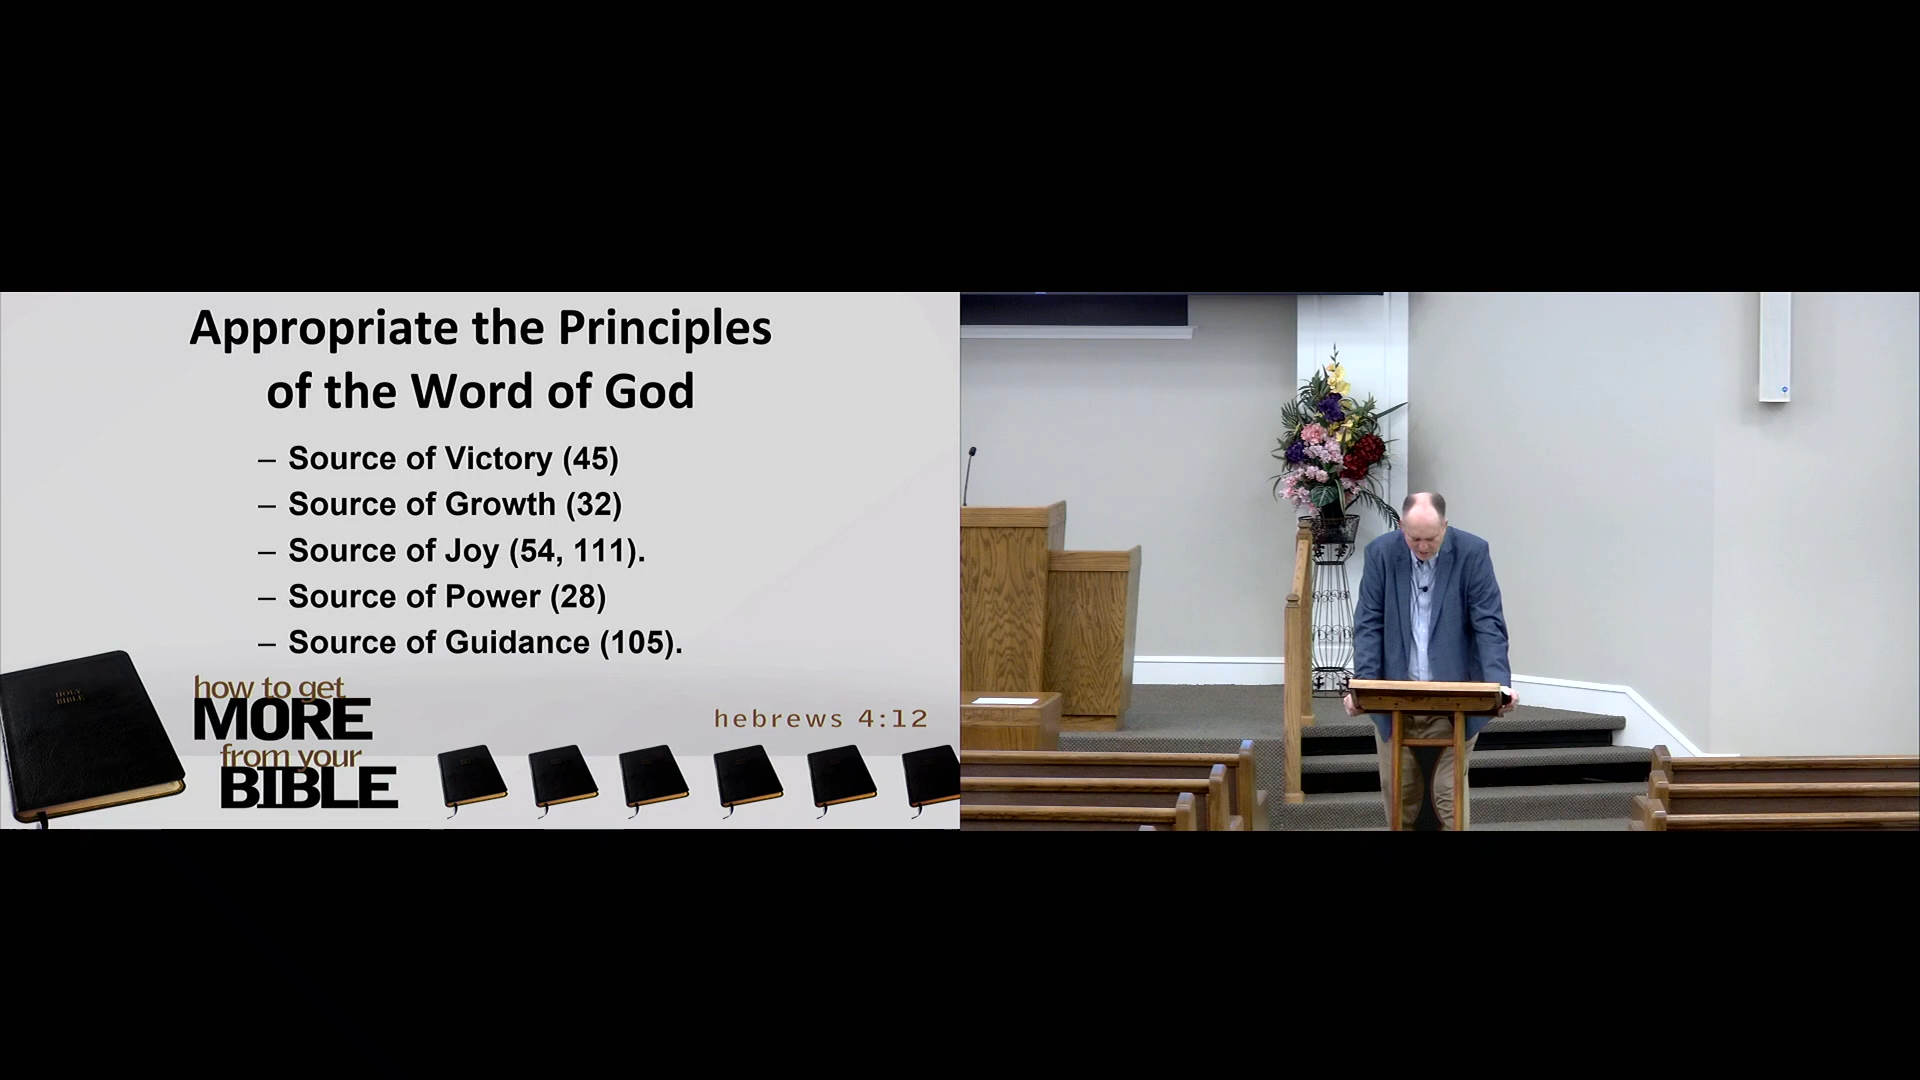 Appropriate the Principles
of the Word of God
– Source of Victory (45)
– Source of Growth (32)
– Source of Joy (54, 111).
– Source of Power (28)
– Source of Guidance (105).
HOLY
BIBLE
how to get
MORE
from your
BIBLE
hebrews 4:12